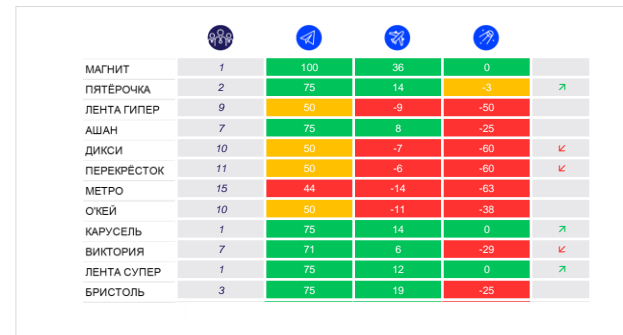 МАГНИТ 1 100 36 0
ПЯТЁРОЧКА 2 75 14 -3
ЛЕНТА ГИПЕР 9 50 -9 -50
АШАН 7 75 8 -25
ДИКСИ 10 50 -7 -60
ПЕРЕКРЁСТОК 11 50 -6 -60
МЕТРО 15 44 -14 -63
О'КЕЙ 10 50 -11 -38
КАРУСЕЛЬ 1 75 14 0
ВИКТОРИЯ 7 71 6 -29
ЛЕНТА СУПЕР 1 75 12 0
БРИСТОЛЬ 3 75 19 -25